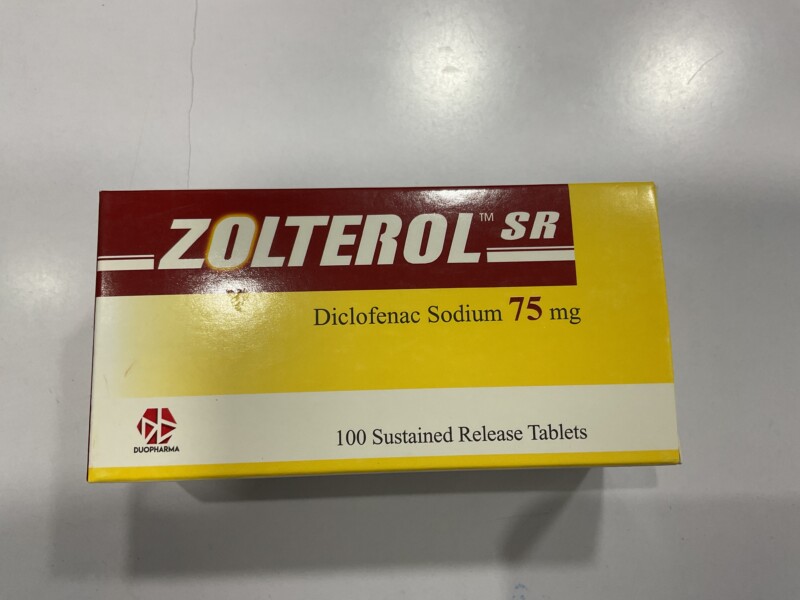 ZOLTEROL™ SR
Diclofenac Sodium 75 mg
100 Sustained Release Tablets
DUOPHARMA